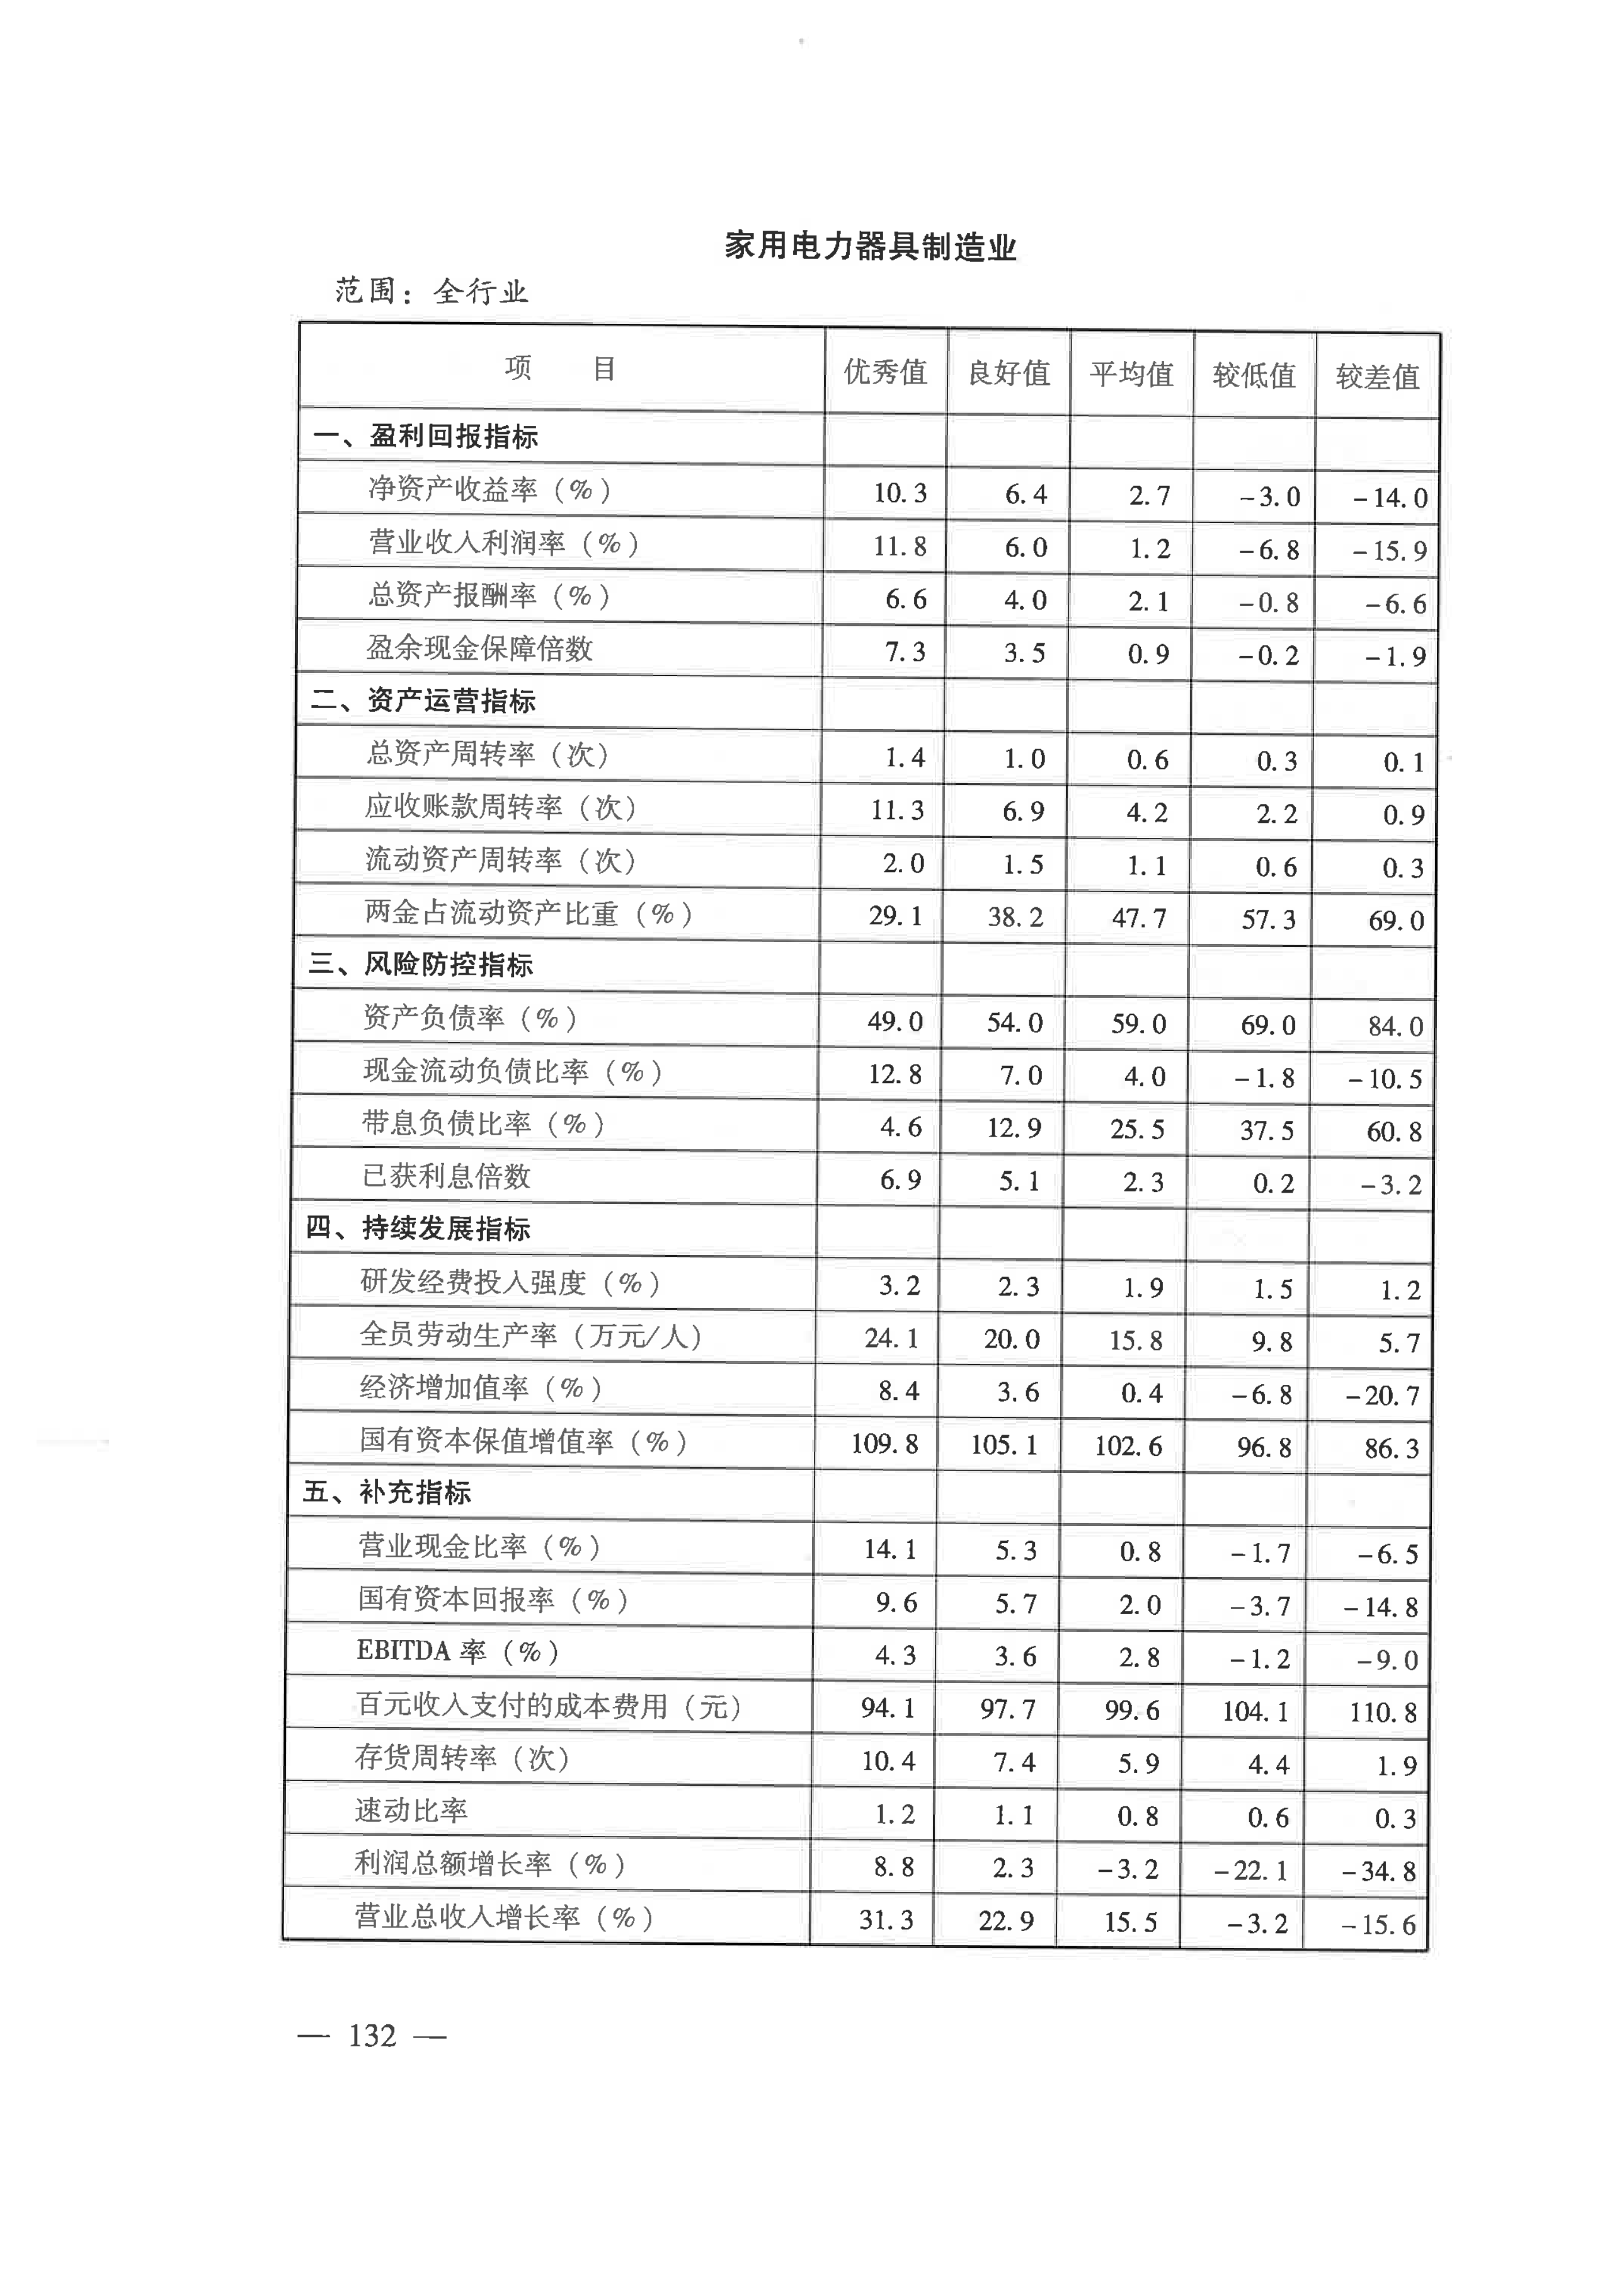 家用电力器具制造业
范围：全行业
项 目 优秀值 良好值 平均值 较低值 较差值
一、盈利回报指标
净资产收益率（%） 10.3 6.4 2.7 -3.0 -14.0
营业收入利润率（%） 11.8 6.0 1.2 -6.8 -15.9
总资产报酬率（%） 6.6 4.0 2.1 -0.8 -6.6
盈余现金保障倍数 7.3 3.5 0.9 -0.2 -1.9
二、资产运营指标
总资产周转率（次） 1.4 1.0 0.6 0.3 0.1
应收账款周转率（次） 11.3 6.9 4.2 2.2 0.9
流动资产周转率（次） 2.0 1.5 1.1 0.6 0.3
两金占流动资产比重（%） 29.1 38.2 47.7 57.3 69.0
三、风险防控指标
资产负债率（%） 49.0 54.0 59.0 69.0 84.0
现金流动负债比率（%） 12.8 7.0 4.0 -1.8 -10.5
带息负债比率（%） 4.6 12.9 25.5 37.5 60.8
已获利息倍数 6.9 5.1 2.3 0.2 -3.2
四、持续发展指标
研发经费投入强度（%） 3.2 2.3 1.9 1.5 1.2
全员劳动生产率（万元/人） 24.1 20.0 15.8 9.8 5.7
经济增加值率（%） 8.4 3.6 0.4 -6.8 -20.7
国有资本保值增值率（%） 109.8 105.1 102.6 96.8 86.3
五、补充指标
营业现金比率（%） 14.1 5.3 0.8 -1.7 -6.5
国有资本回报率（%） 9.6 5.7 2.0 -3.7 -14.8
EBITDA 率（%） 4.3 3.6 2.8 -1.2 -9.0
百元收入支付的成本费用（元） 94.1 97.7 99.6 104.1 110.8
存货周转率（次） 10.4 7.4 5.9 4.4 1.9
速动比率 1.2 1.1 0.8 0.6 0.3
利润总额增长率（%） 8.8 2.3 -3.2 -22.1 -34.8
营业总收入增长率（%） 31.3 22.9 15.5 -3.2 -15.6
— 132 —